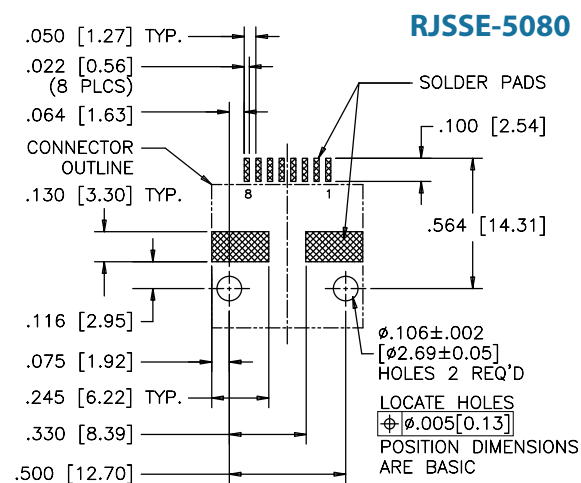 RJSSE-5080
.050 [1.27] TYP.
.022 [0.56]
(8 PLCS)
.064 [1.63]
SOLDER PADS
.100 [2.54]
CONNECTOR
OUTLINE
.130 [3.30] TYP.
8
1
.564 [14.31]
.116 [2.95]
.075 [1.92]
.245 [6.22] TYP.
.330 [8.39]
.500 [12.70]
ø.106±.002
[ø2.69±0.05]
HOLES 2 REQ'D
LOCATE HOLES
⌖ ø.005[0.13]
POSITION DIMENSIONS
ARE BASIC